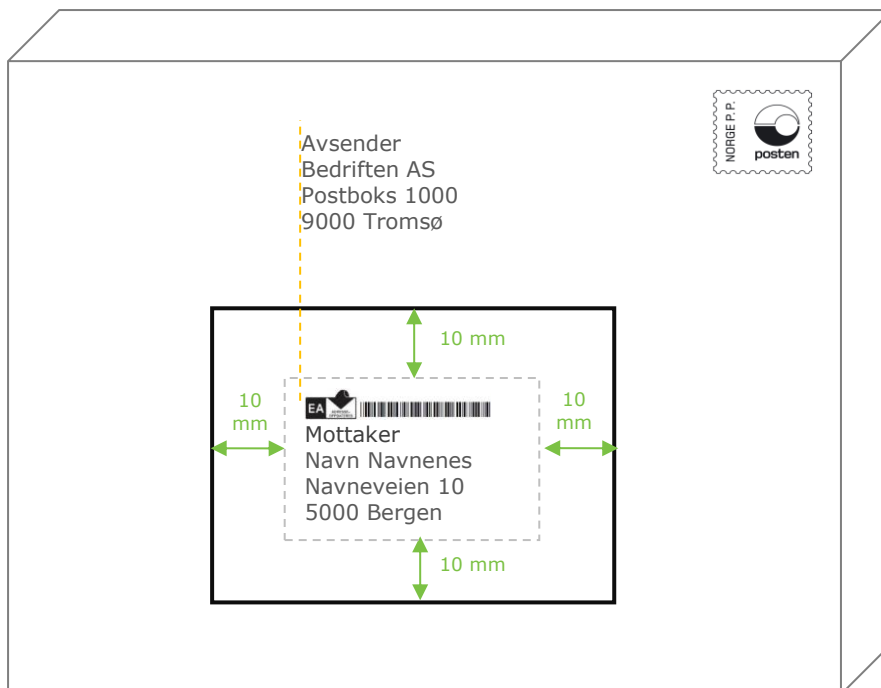 NORGE P.P.
posten
Avsender
Bedriften AS
Postboks 1000
9000 Tromsø
10 mm
10
mm
10
mm
EA
Mottaker
Navn Navnenes
Navneveien 10
5000 Bergen
10 mm